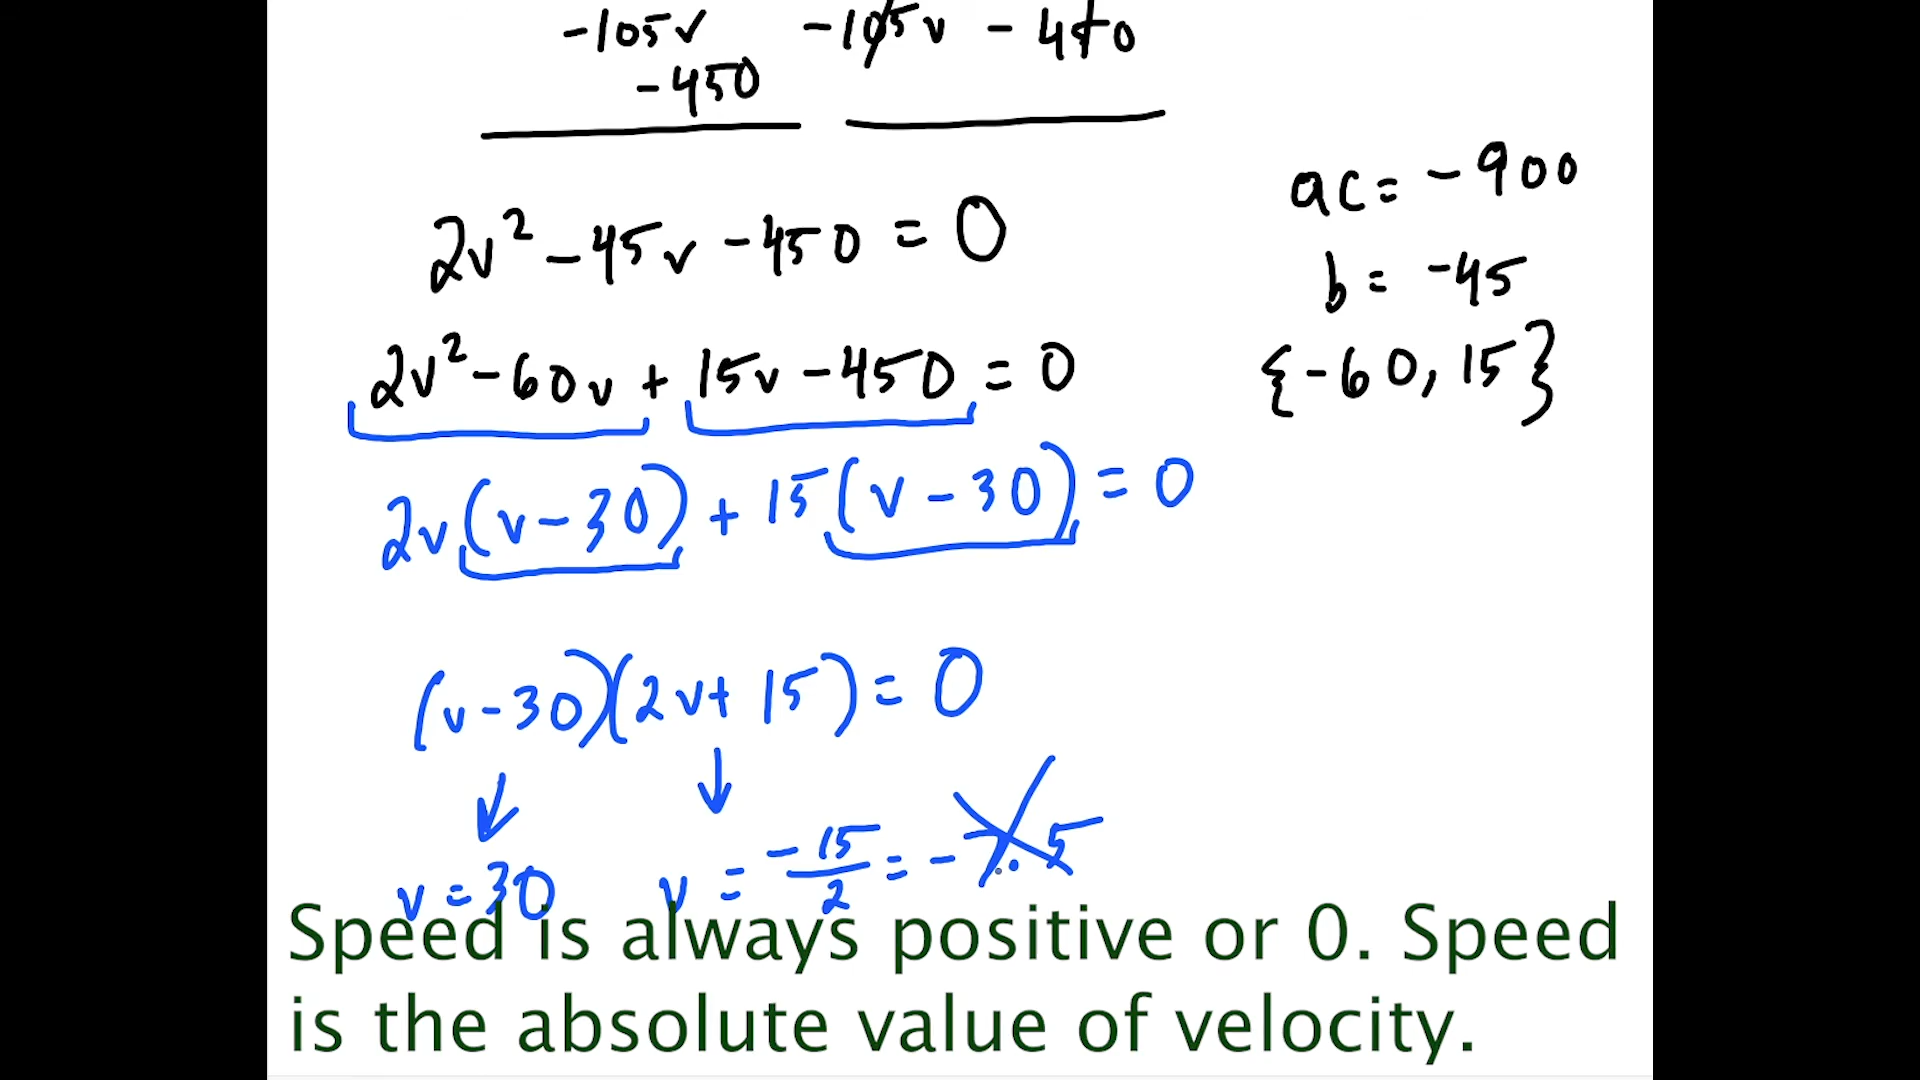 -105v -105v - 450
-450
2v² - 45v - 450 = 0
ac = -900
b = -45
{-60, 15}
2v² - 60v + 15v - 450 = 0
2v(v - 30) + 15(v - 30) = 0
(v - 30)(2v + 15) = 0
v = 30 v = -15/2 = -7.5
Speed is always positive or 0. Speed
is the absolute value of velocity.